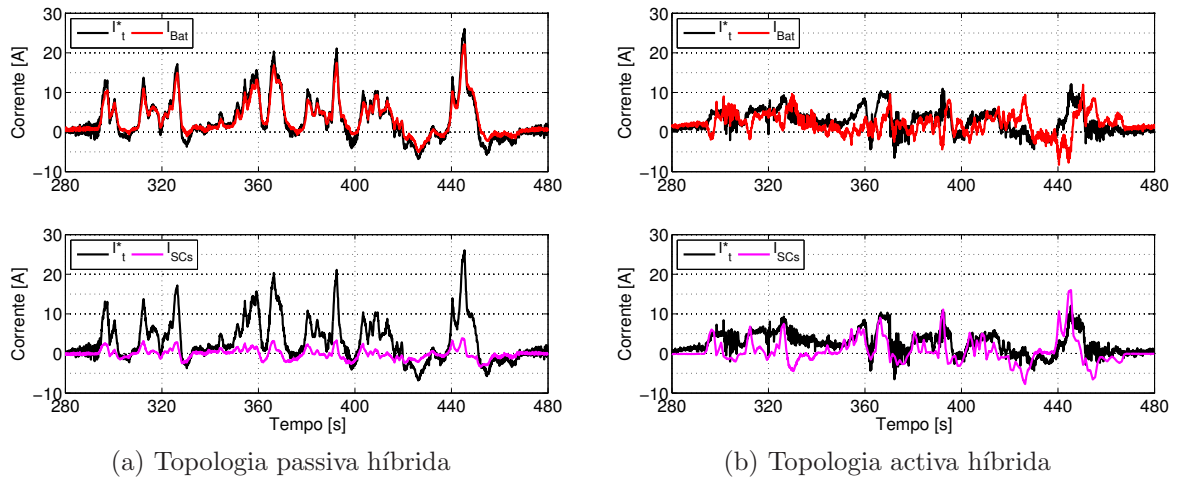 I*t IBat
Corrente [A]
30
20
10
0
−10
280 320 360 400 440 480
I*t IBat
Corrente [A]
30
20
10
0
−10
280 320 360 400 440 480
I*t ISCs
Corrente [A]
30
20
10
0
−10
280 320 360 400 440 480
Tempo [s]
I*t ISCs
Corrente [A]
30
20
10
0
−10
280 320 360 400 440 480
Tempo [s]
(a) Topologia passiva híbrida
(b) Topologia activa híbrida